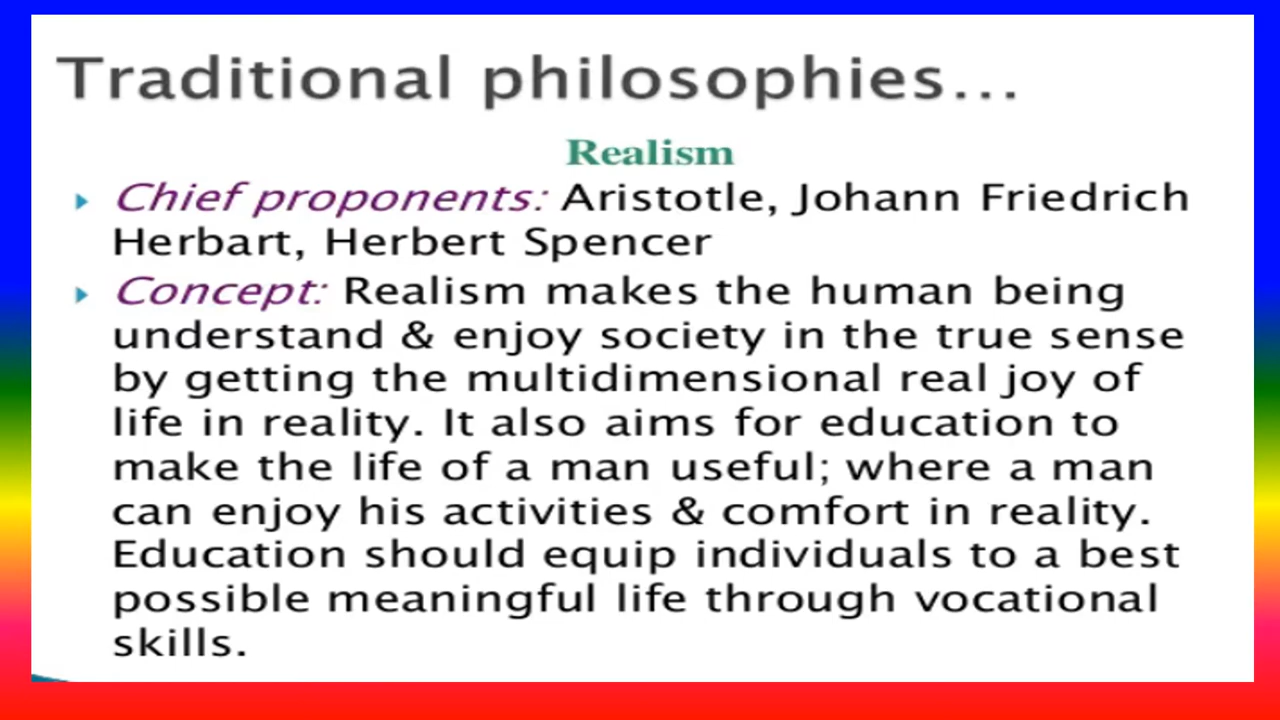 Traditional philosophies...
Realism
Chief proponents: Aristotle, Johann Friedrich
Herbart, Herbert Spencer
Concept: Realism makes the human being
understand & enjoy society in the true sense
by getting the multidimensional real joy of
life in reality. It also aims for education to
make the life of a man useful; where a man
can enjoy his activities & comfort in reality.
Education should equip individuals to a best
possible meaningful life through vocational
skills.